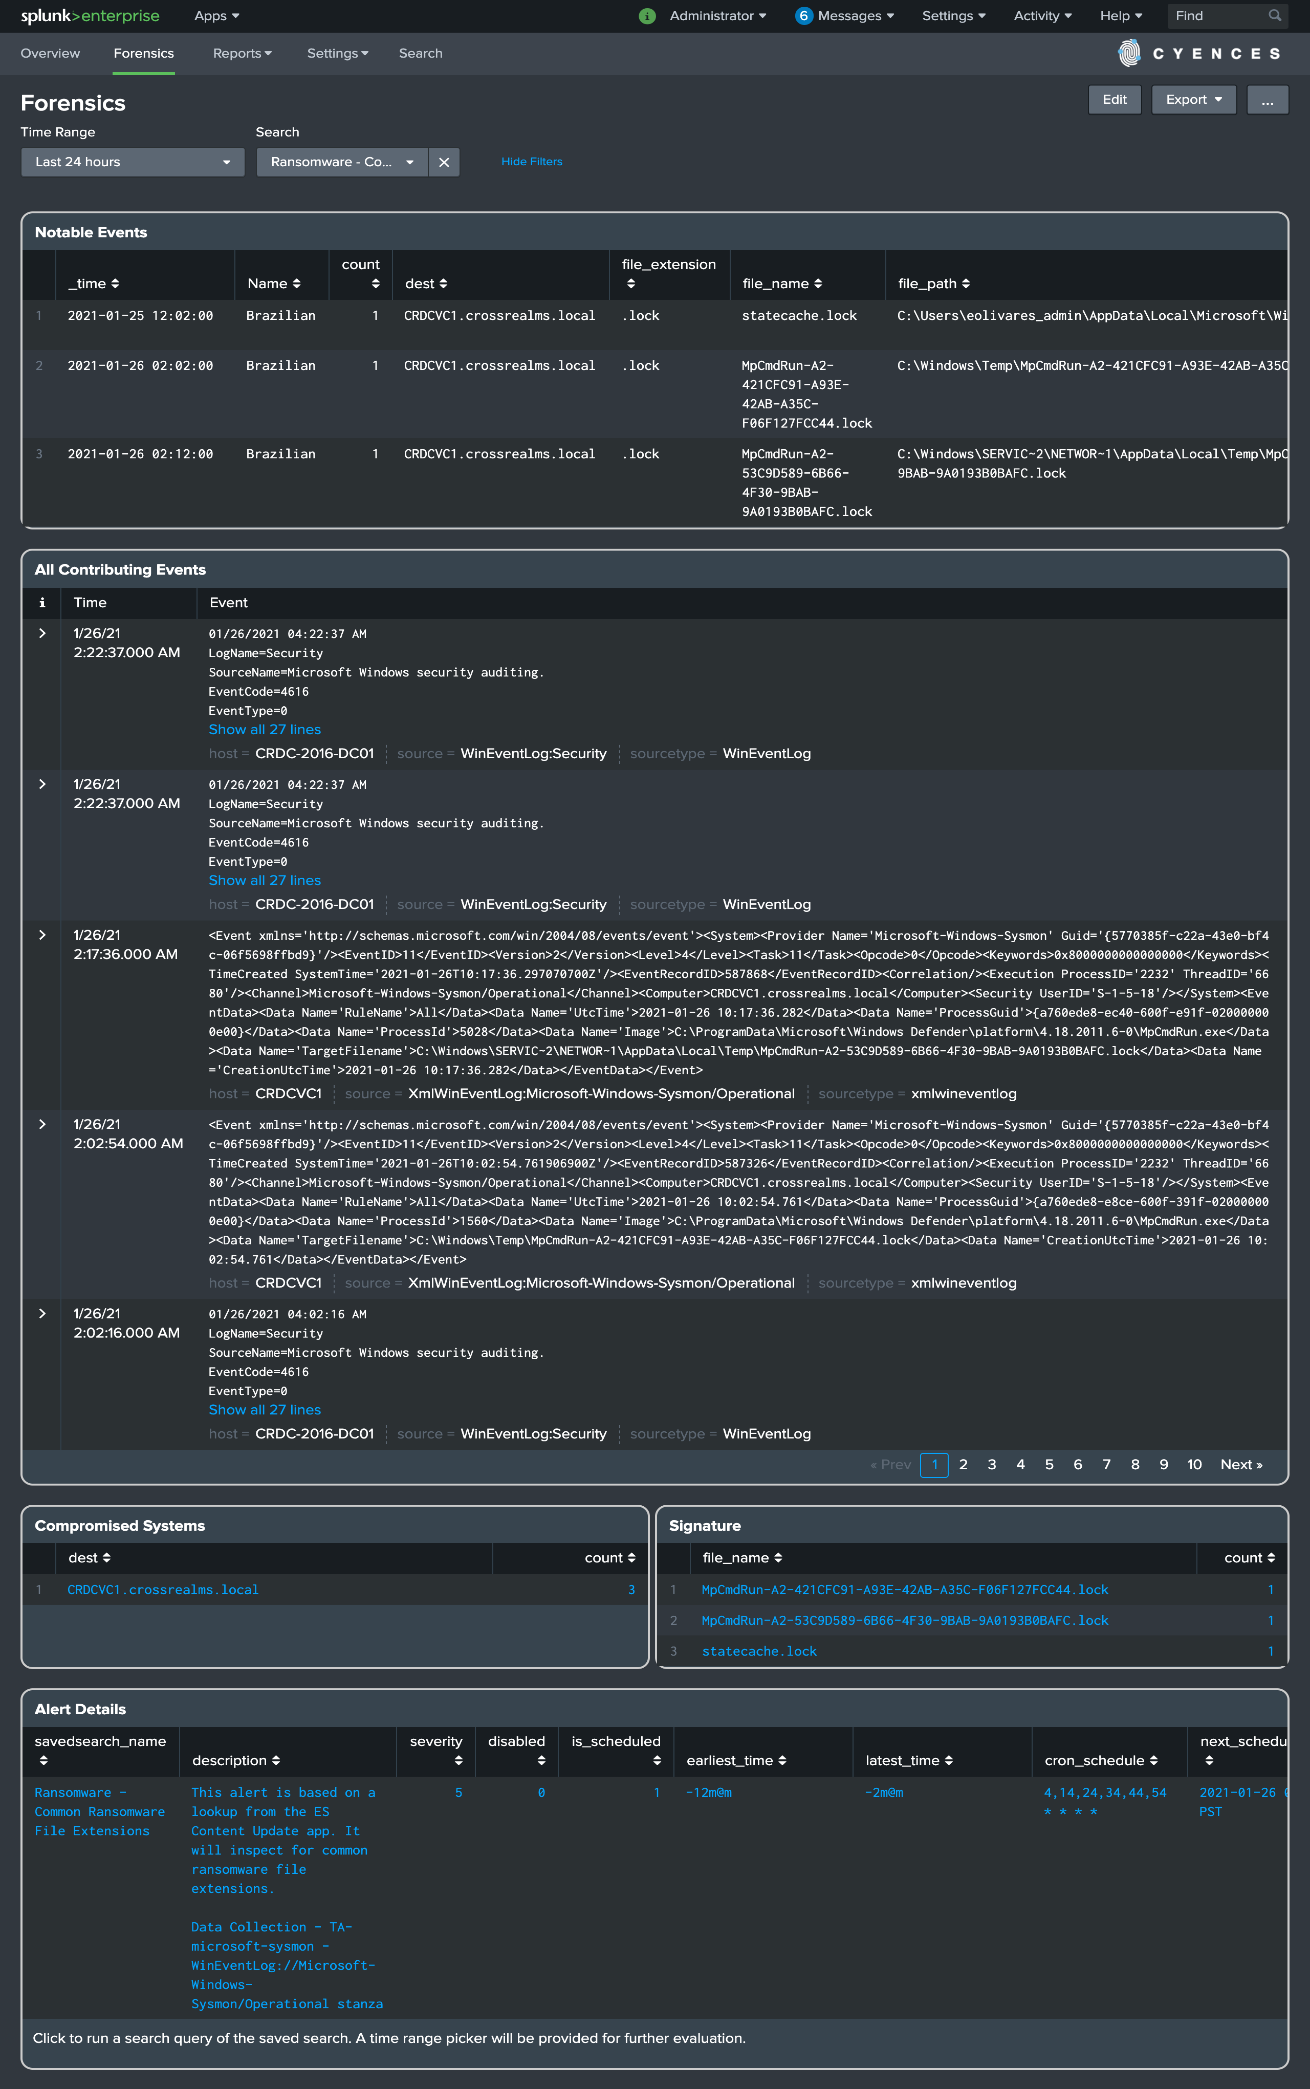 splunk>enterprise Apps Administrator 6 Messages Settings Activity Help Find
Overview Forensics Reports Settings Search CYENCES
Forensics Edit Export ...
Time Range Search
Last 24 hours Ransomware - Co... Hide Filters
Notable Events
_time Name count dest file_extension file_name file_path
1 2021-01-25 12:02:00 Brazilian 1 CRDCVC1.crossrealms.local .lock statecache.lock C:\Users\eolivares_admin\AppData\Local\Microsoft\Wi
2 2021-01-26 02:02:00 Brazilian 1 CRDCVC1.crossrealms.local .lock MpCmdRun-A2- C:\Windows\Temp\MpCmdRun-A2-421CFC91-A93E-42AB-A35C
421CFC91-A93E-
42AB-A35C-
F06F127FCC44.lock
3 2021-01-26 02:12:00 Brazilian 1 CRDCVC1.crossrealms.local .lock MpCmdRun-A2- C:\Windows\SERVIC~2\NETWOR~1\AppData\Local\Temp\MpC
53C9D589-6B66- 9BAB-9A0193B0BAFC.lock
4F30-9BAB-
9A0193B0BAFC.lock
All Contributing Events
i Time Event
1/26/21 01/26/2021 04:22:37 AM
2:22:37.000 AM LogName=Security
SourceName=Microsoft Windows security auditing.
EventCode=4616
EventType=0
Show all 27 lines
host = CRDC-2016-DC01 source = WinEventLog:Security sourcetype = WinEventLog
1/26/21 01/26/2021 04:22:37 AM
2:22:37.000 AM LogName=Security
SourceName=Microsoft Windows security auditing.
EventCode=4616
EventType=0
Show all 27 lines
host = CRDC-2016-DC01 source = WinEventLog:Security sourcetype = WinEventLog
1/26/21 <Event xmlns='http://schemas.microsoft.com/win/2004/08/events/event'><System><Provider Name='Microsoft-Windows-Sysmon' Guid='{5770385f-c22a-43e0-bf4
2:17:36.000 AM c-06f5698ffbd9}'/><EventID>11</EventID><Version>2</Version><Level>4</Level><Task>11</Task><Opcode>0</Opcode><Keywords>0x8000000000000000</Keywords><
TimeCreated SystemTime='2021-01-26T10:17:36.297070700Z'/><EventRecordID>587868</EventRecordID><Correlation/><Execution ProcessID='2232' ThreadID='66
80'/><Channel>Microsoft-Windows-Sysmon/Operational</Channel><Computer>CRDCVC1.crossrealms.local</Computer><Security UserID='S-1-5-18'/></System><Eve
ntData><Data Name='RuleName'>All</Data><Data Name='UtcTime'>2021-01-26 10:17:36.282</Data><Data Name='ProcessGuid'>{a760ede8-ec40-600f-e91f-02000000
0e00}</Data><Data Name='ProcessId'>5028</Data><Data Name='Image'>C:\ProgramData\Microsoft\Windows Defender\platform\4.18.2011.6-0\MpCmdRun.exe</Data
><Data Name='TargetFilename'>C:\Windows\SERVIC~2\NETWOR~1\AppData\Local\Temp\MpCmdRun-A2-53C9D589-6B66-4F30-9BAB-9A0193B0BAFC.lock</Data><Data Name
='CreationUtcTime'>2021-01-26 10:17:36.282</Data></EventData></Event>
host = CRDCVC1 source = XmlWinEventLog:Microsoft-Windows-Sysmon/Operational sourcetype = xmlwineventlog
1/26/21 <Event xmlns='http://schemas.microsoft.com/win/2004/08/events/event'><System><Provider Name='Microsoft-Windows-Sysmon' Guid='{5770385f-c22a-43e0-bf4
2:02:54.000 AM c-06f5698ffbd9}'/><EventID>11</EventID><Version>2</Version><Level>4</Level><Task>11</Task><Opcode>0</Opcode><Keywords>0x8000000000000000</Keywords><
TimeCreated SystemTime='2021-01-26T10:02:54.761906900Z'/><EventRecordID>587326</EventRecordID><Correlation/><Execution ProcessID='2232' ThreadID='66
80'/><Channel>Microsoft-Windows-Sysmon/Operational</Channel><Computer>CRDCVC1.crossrealms.local</Computer><Security UserID='S-1-5-18'/></System><Eve
ntData><Data Name='RuleName'>All</Data><Data Name='UtcTime'>2021-01-26 10:02:54.761</Data><Data Name='ProcessGuid'>{a760ede8-e8ce-600f-391f-02000000
0e00}</Data><Data Name='ProcessId'>1560</Data><Data Name='Image'>C:\ProgramData\Microsoft\Windows Defender\platform\4.18.2011.6-0\MpCmdRun.exe</Data
><Data Name='TargetFilename'>C:\Windows\Temp\MpCmdRun-A2-421CFC91-A93E-42AB-A35C-F06F127FCC44.lock</Data><Data Name='CreationUtcTime'>2021-01-26 10:
02:54.761</Data></EventData></Event>
host = CRDCVC1 source = XmlWinEventLog:Microsoft-Windows-Sysmon/Operational sourcetype = xmlwineventlog
1/26/21 01/26/2021 04:02:16 AM
2:02:16.000 AM LogName=Security
SourceName=Microsoft Windows security auditing.
EventCode=4616
EventType=0
Show all 27 lines
host = CRDC-2016-DC01 source = WinEventLog:Security sourcetype = WinEventLog
« Prev 1 2 3 4 5 6 7 8 9 10 Next »
Compromised Systems
dest count
1 CRDCVC1.crossrealms.local 3
Signature
file_name count
1 MpCmdRun-A2-421CFC91-A93E-42AB-A35C-F06F127FCC44.lock 1
2 MpCmdRun-A2-53C9D589-6B66-4F30-9BAB-9A0193B0BAFC.lock 1
3 statecache.lock 1
Alert Details
savedsearch_name description severity disabled is_scheduled earliest_time latest_time cron_schedule next_schedu
Ransomware - This alert is based on a 5 0 1 -12m@m -2m@m 4,14,24,34,44,54 2021-01-26
Common Ransomware lookup from the ES * * * * PST
File Extensions Content Update app. It
will inspect for common
ransomware file
extensions.
Data Collection - TA-
microsoft-sysmon -
WinEventLog://Microsoft-
Windows-
Sysmon/Operational stanza
Click to run a search query of the saved search. A time range picker will be provided for further evaluation.